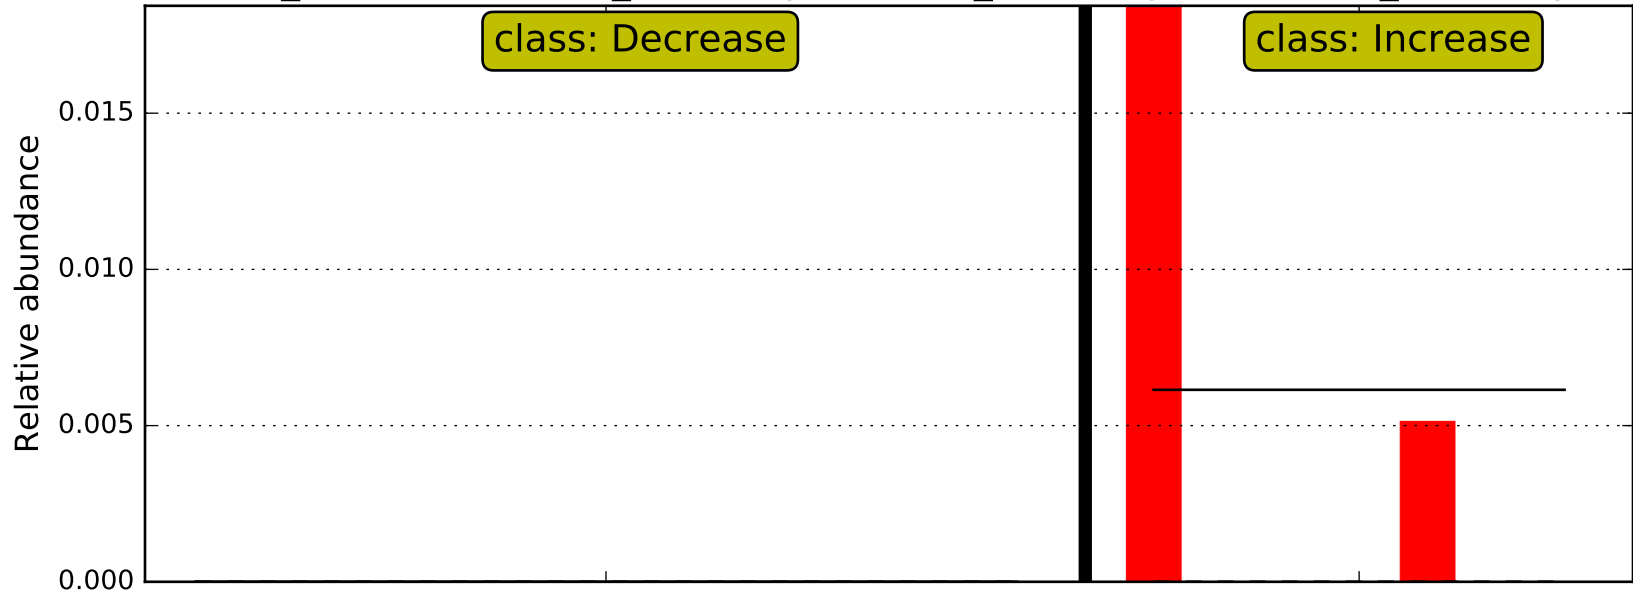 class: Decrease
class: Increase
0.015
0.010
0.005
0.000
Relative abundance